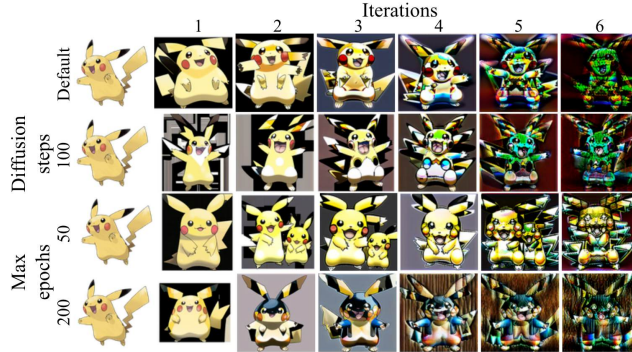 Iterations
1 2 3 4 5 6
Default
Diffusion
steps
100
Max
epochs
50
200